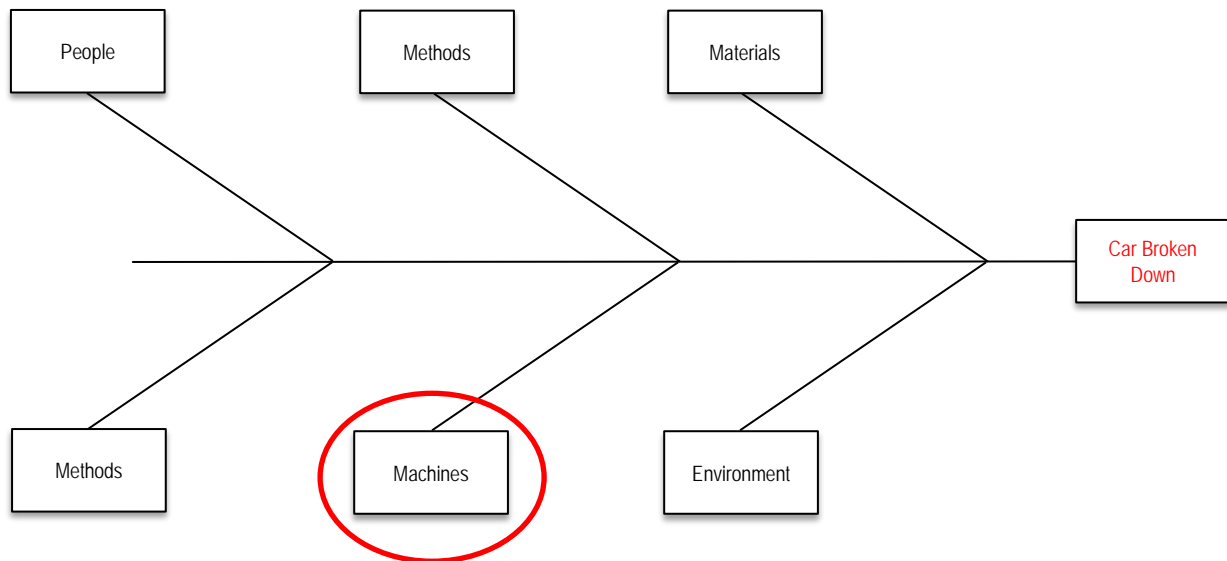 People
Methods
Materials
Car Broken
Down
Methods
Machines
Environment